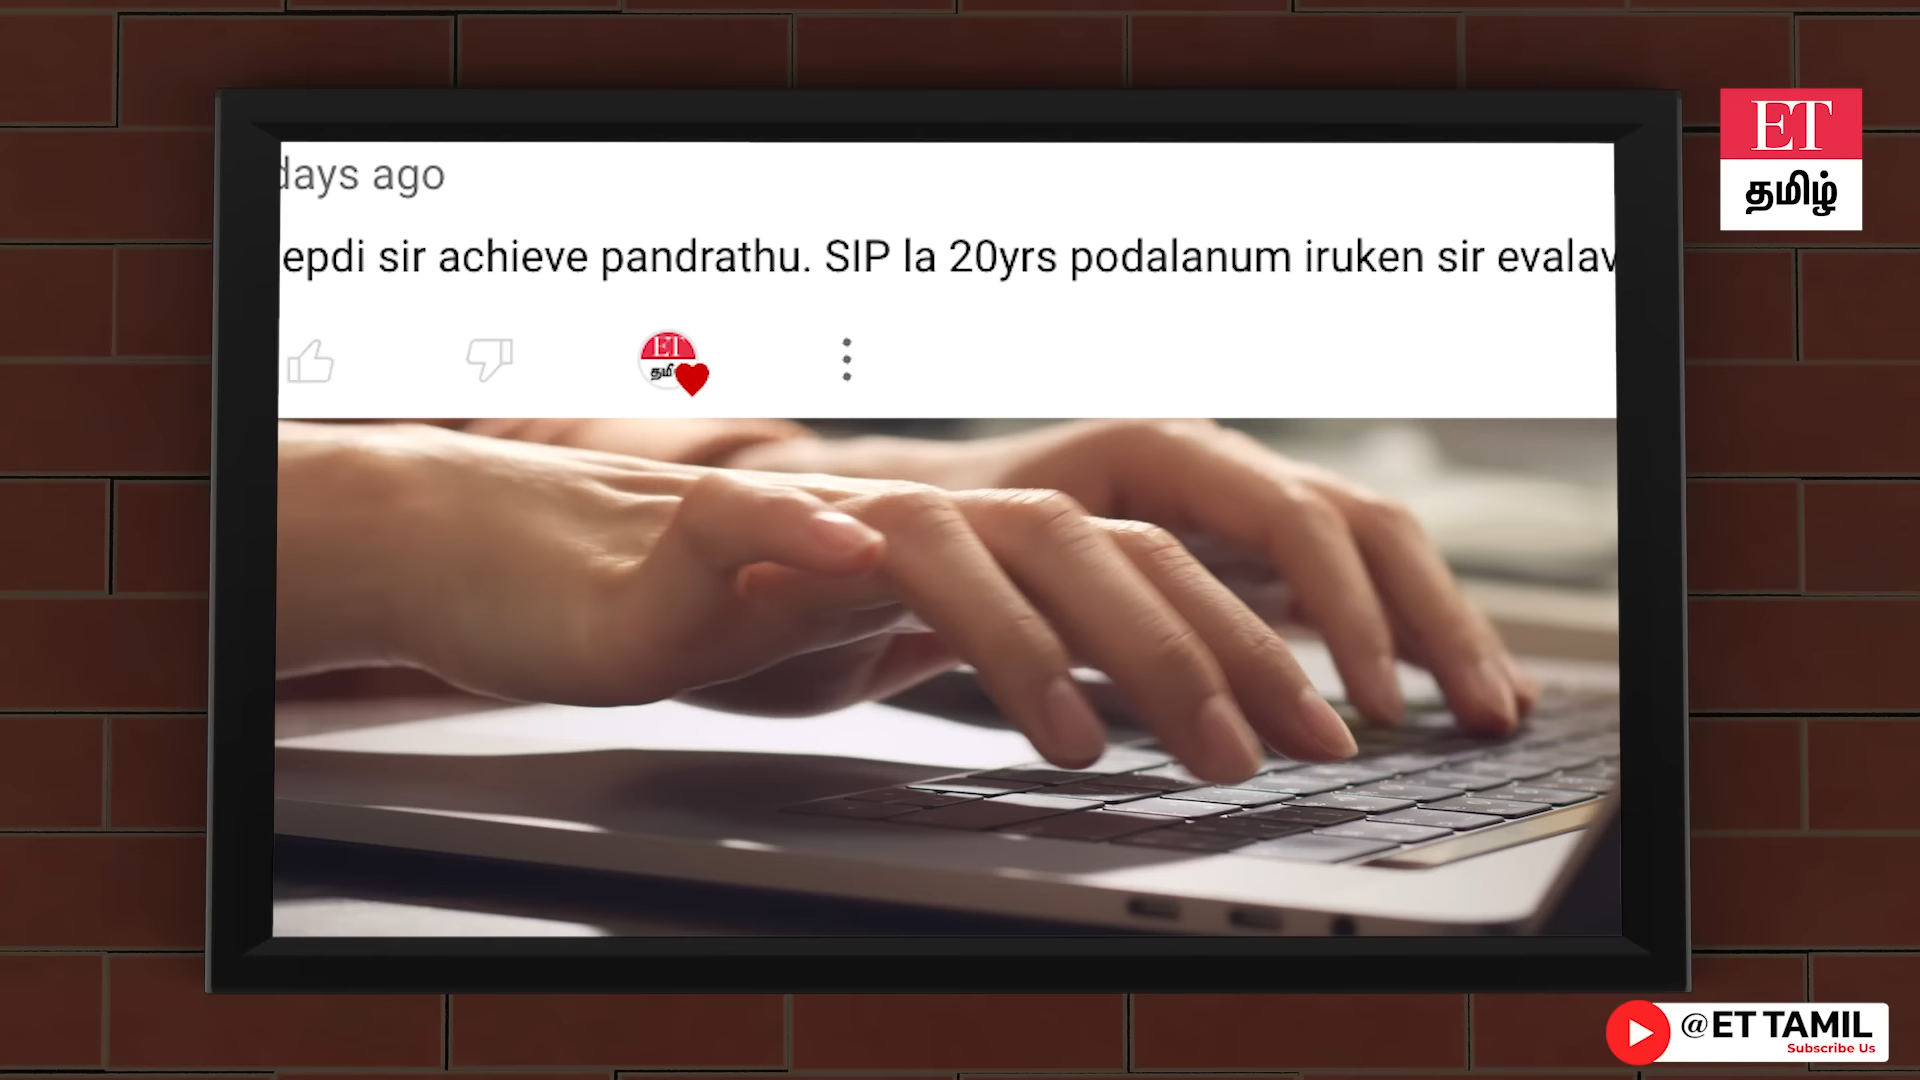 days ago
epdi sir achieve pandrathu. SIP la 20yrs podalanum iruken sir evalav
ET
தமிழ்
ET
@ET TAMIL
Subscribe Us